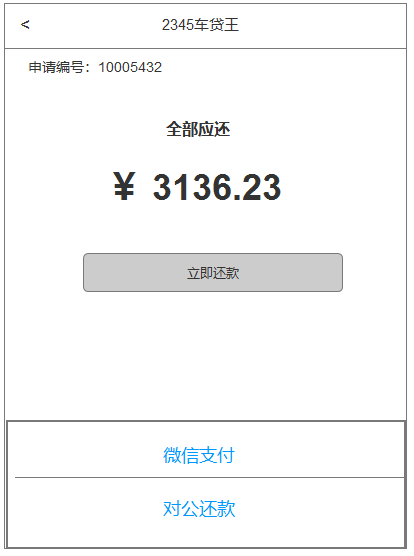 <
2345车贷王
申请编号：10005432
全部应还
¥ 3136.23
立即还款
微信支付
对公还款